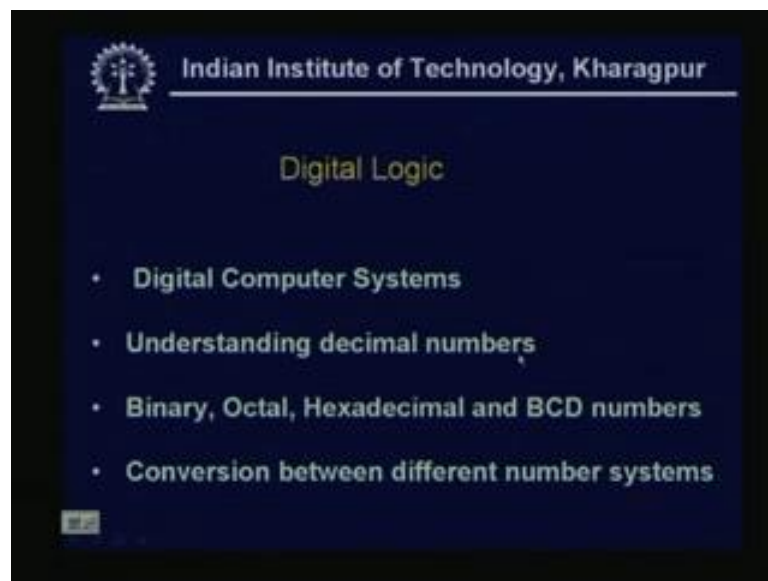 Indian Institute of Technology, Kharagpur
Digital Logic
• Digital Computer Systems
• Understanding decimal numbers
• Binary, Octal, Hexadecimal and BCD numbers
• Conversion between different number systems